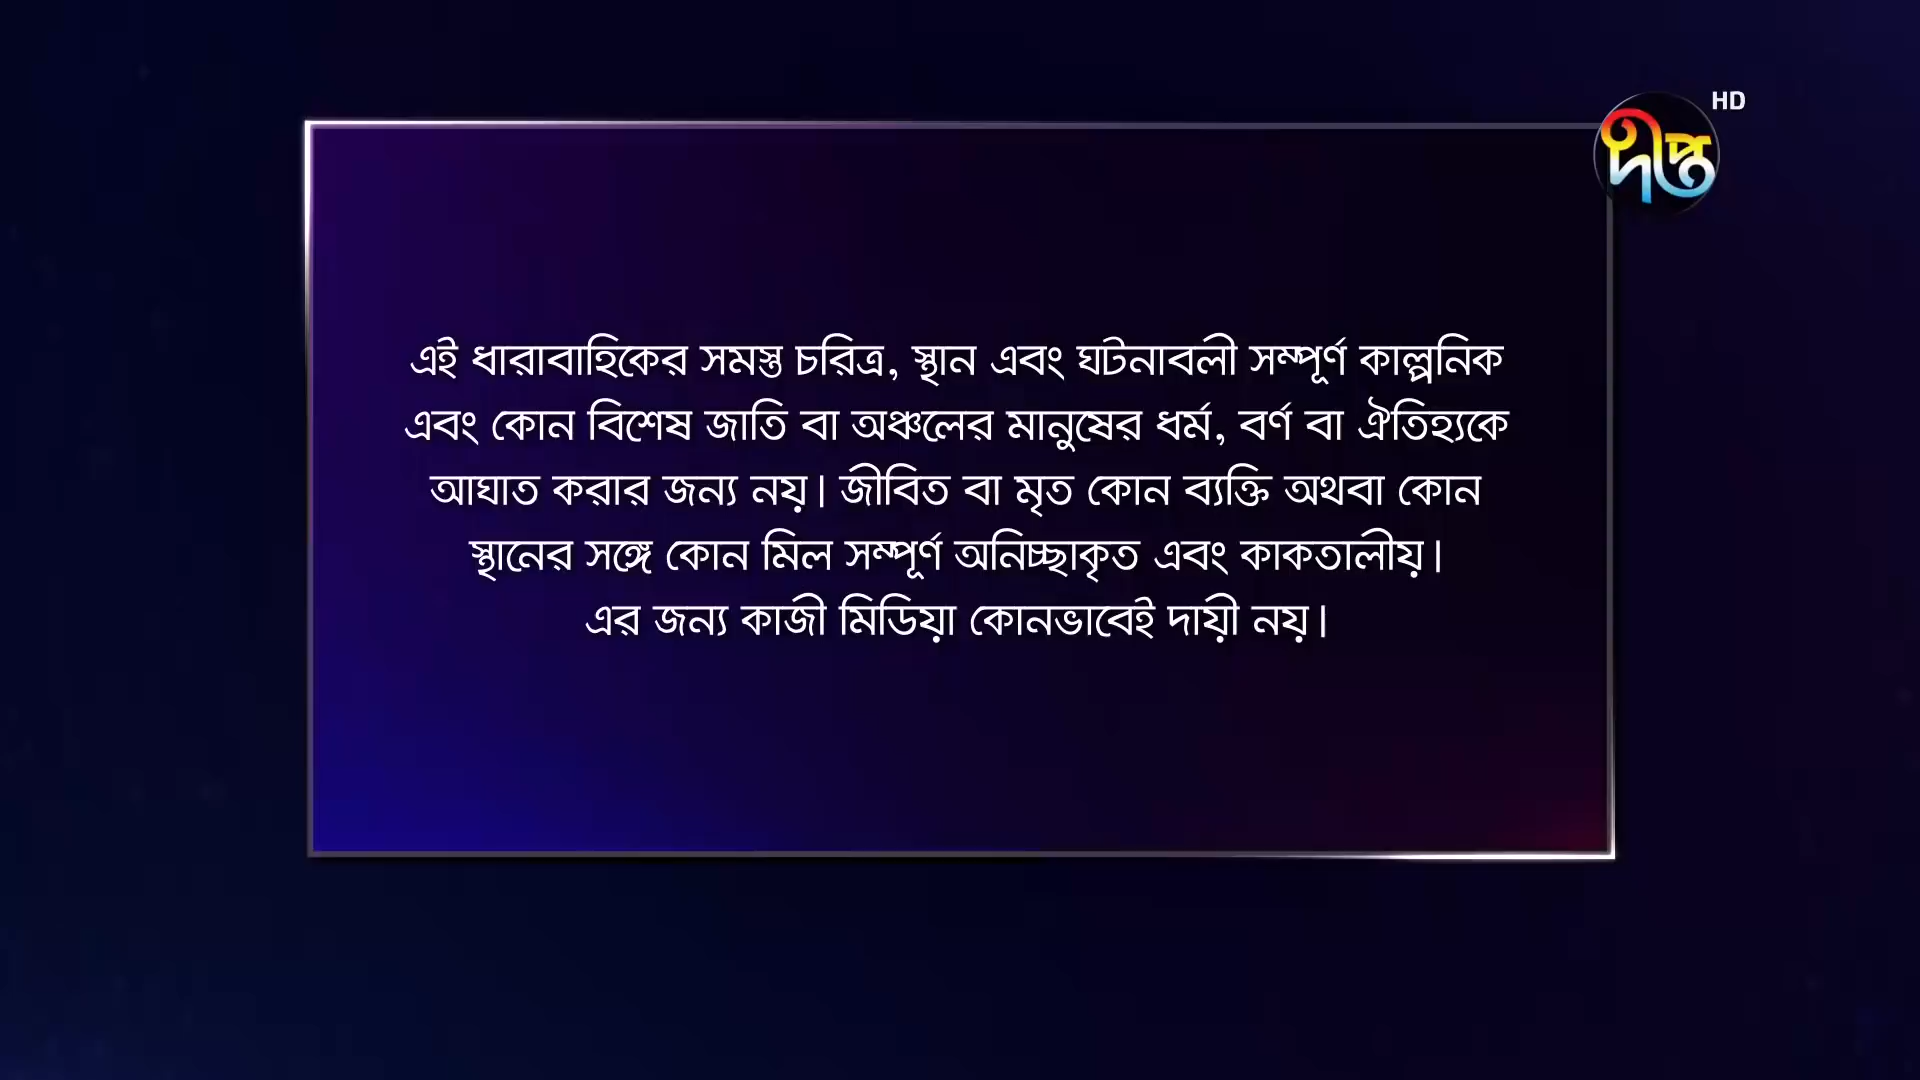 HD
দীপ্ত
এই ধারাবাহিকের সমস্ত চরিত্র, স্থান এবং ঘটনাবলী সম্পূর্ণ কাল্পনিক
এবং কোন বিশেষ জাতি বা অঞ্চলের মানুষের ধর্ম, বর্ণ বা ঐতিহ্যকে
আঘাত করার জন্য নয়। জীবিত বা মৃত কোন ব্যক্তি অথবা কোন
স্থানের সঙ্গে কোন মিল সম্পূর্ণ অনিচ্ছাকৃত এবং কাকতালীয়।
এর জন্য কাজী মিডিয়া কোনভাবেই দায়ী নয়।